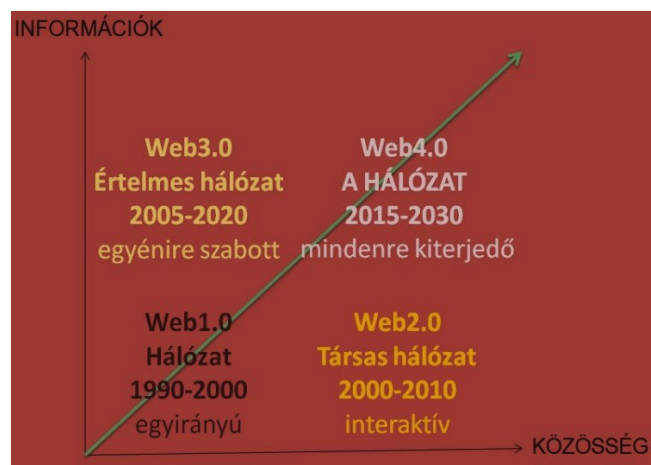 INFORMÁCIÓK
Web3.0
Értelmes hálózat
2005-2020
egyénire szabott
Web4.0
A HÁLÓZAT
2015-2030
mindenre kiterjedő
Web1.0
Hálózat
1990-2000
egyirányú
Web2.0
Társas hálózat
2000-2010
interaktív
KÖZÖSSÉG